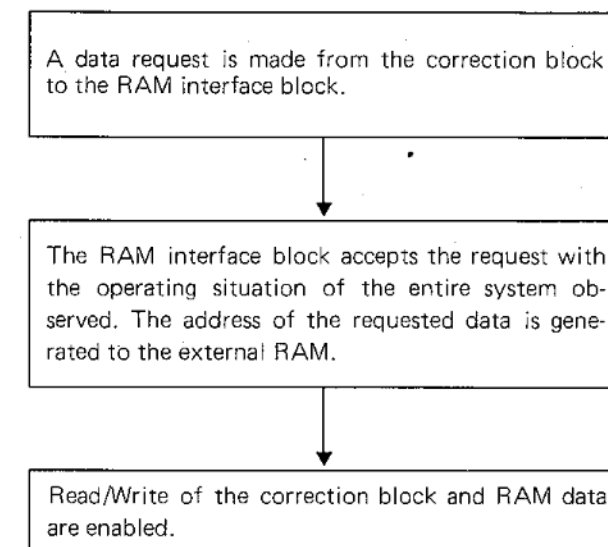 A data request is made from the correction block
to the RAM interface block.
The RAM interface block accepts the request with
the operating situation of the entire system ob-
served. The address of the requested data is gene-
rated to the external RAM.
Read/Write of the correction block and RAM data
are enabled.